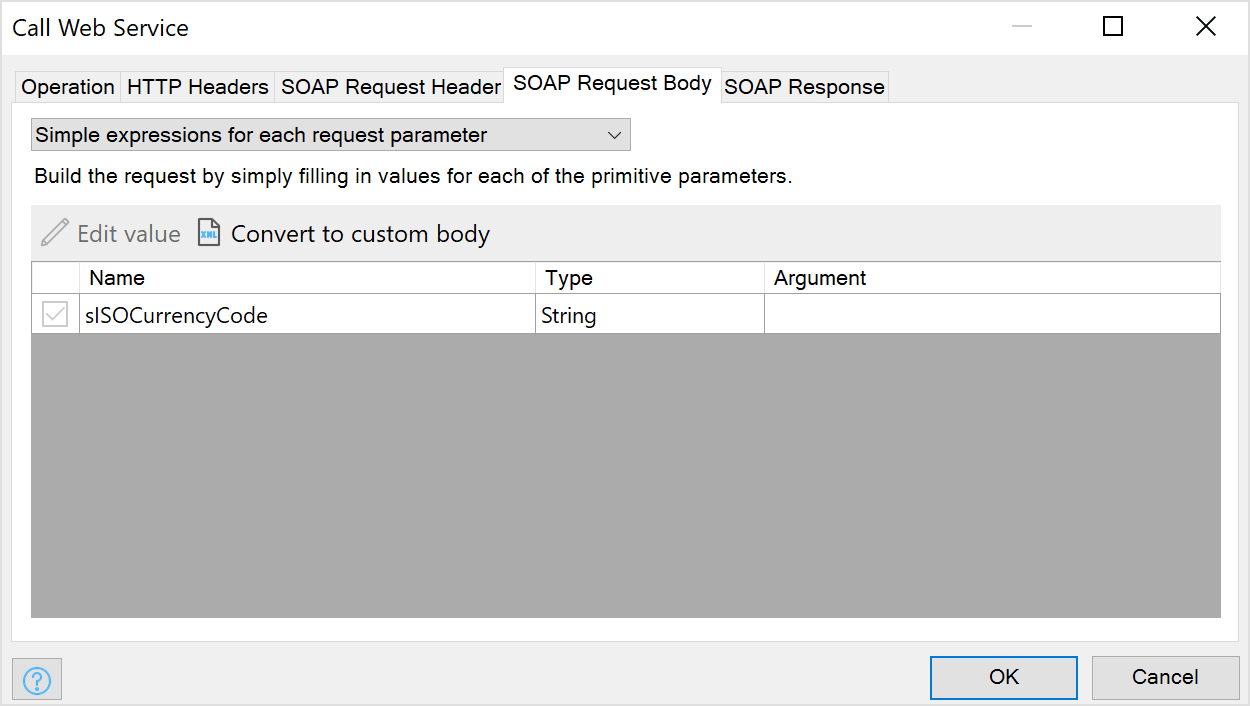 Call Web Service
Operation HTTP Headers SOAP Request Header SOAP Request Body SOAP Response
Simple expressions for each request parameter
Build the request by simply filling in values for each of the primitive parameters.
Edit value XML Convert to custom body
Name Type Argument
sISOCurrencyCode String
? OK Cancel